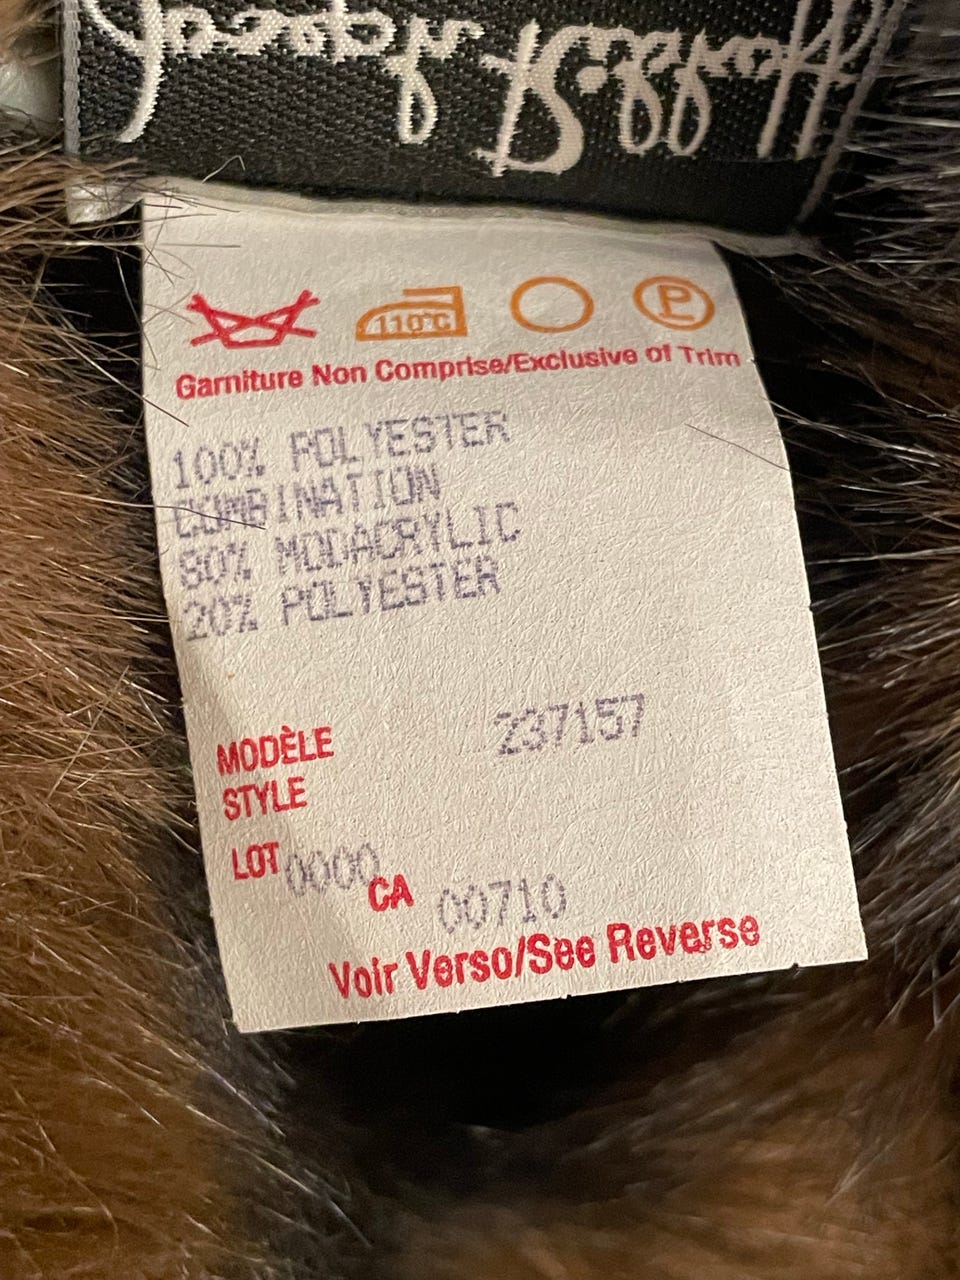 110°C
P
Garniture Non Comprise/Exclusive of Trim
100% POLYESTER
COMBINATION
80% MODACRYLIC
20% POLYESTER
MODÈLE 237157
STYLE
LOT 0000
CA 00710
Voir Verso/See Reverse